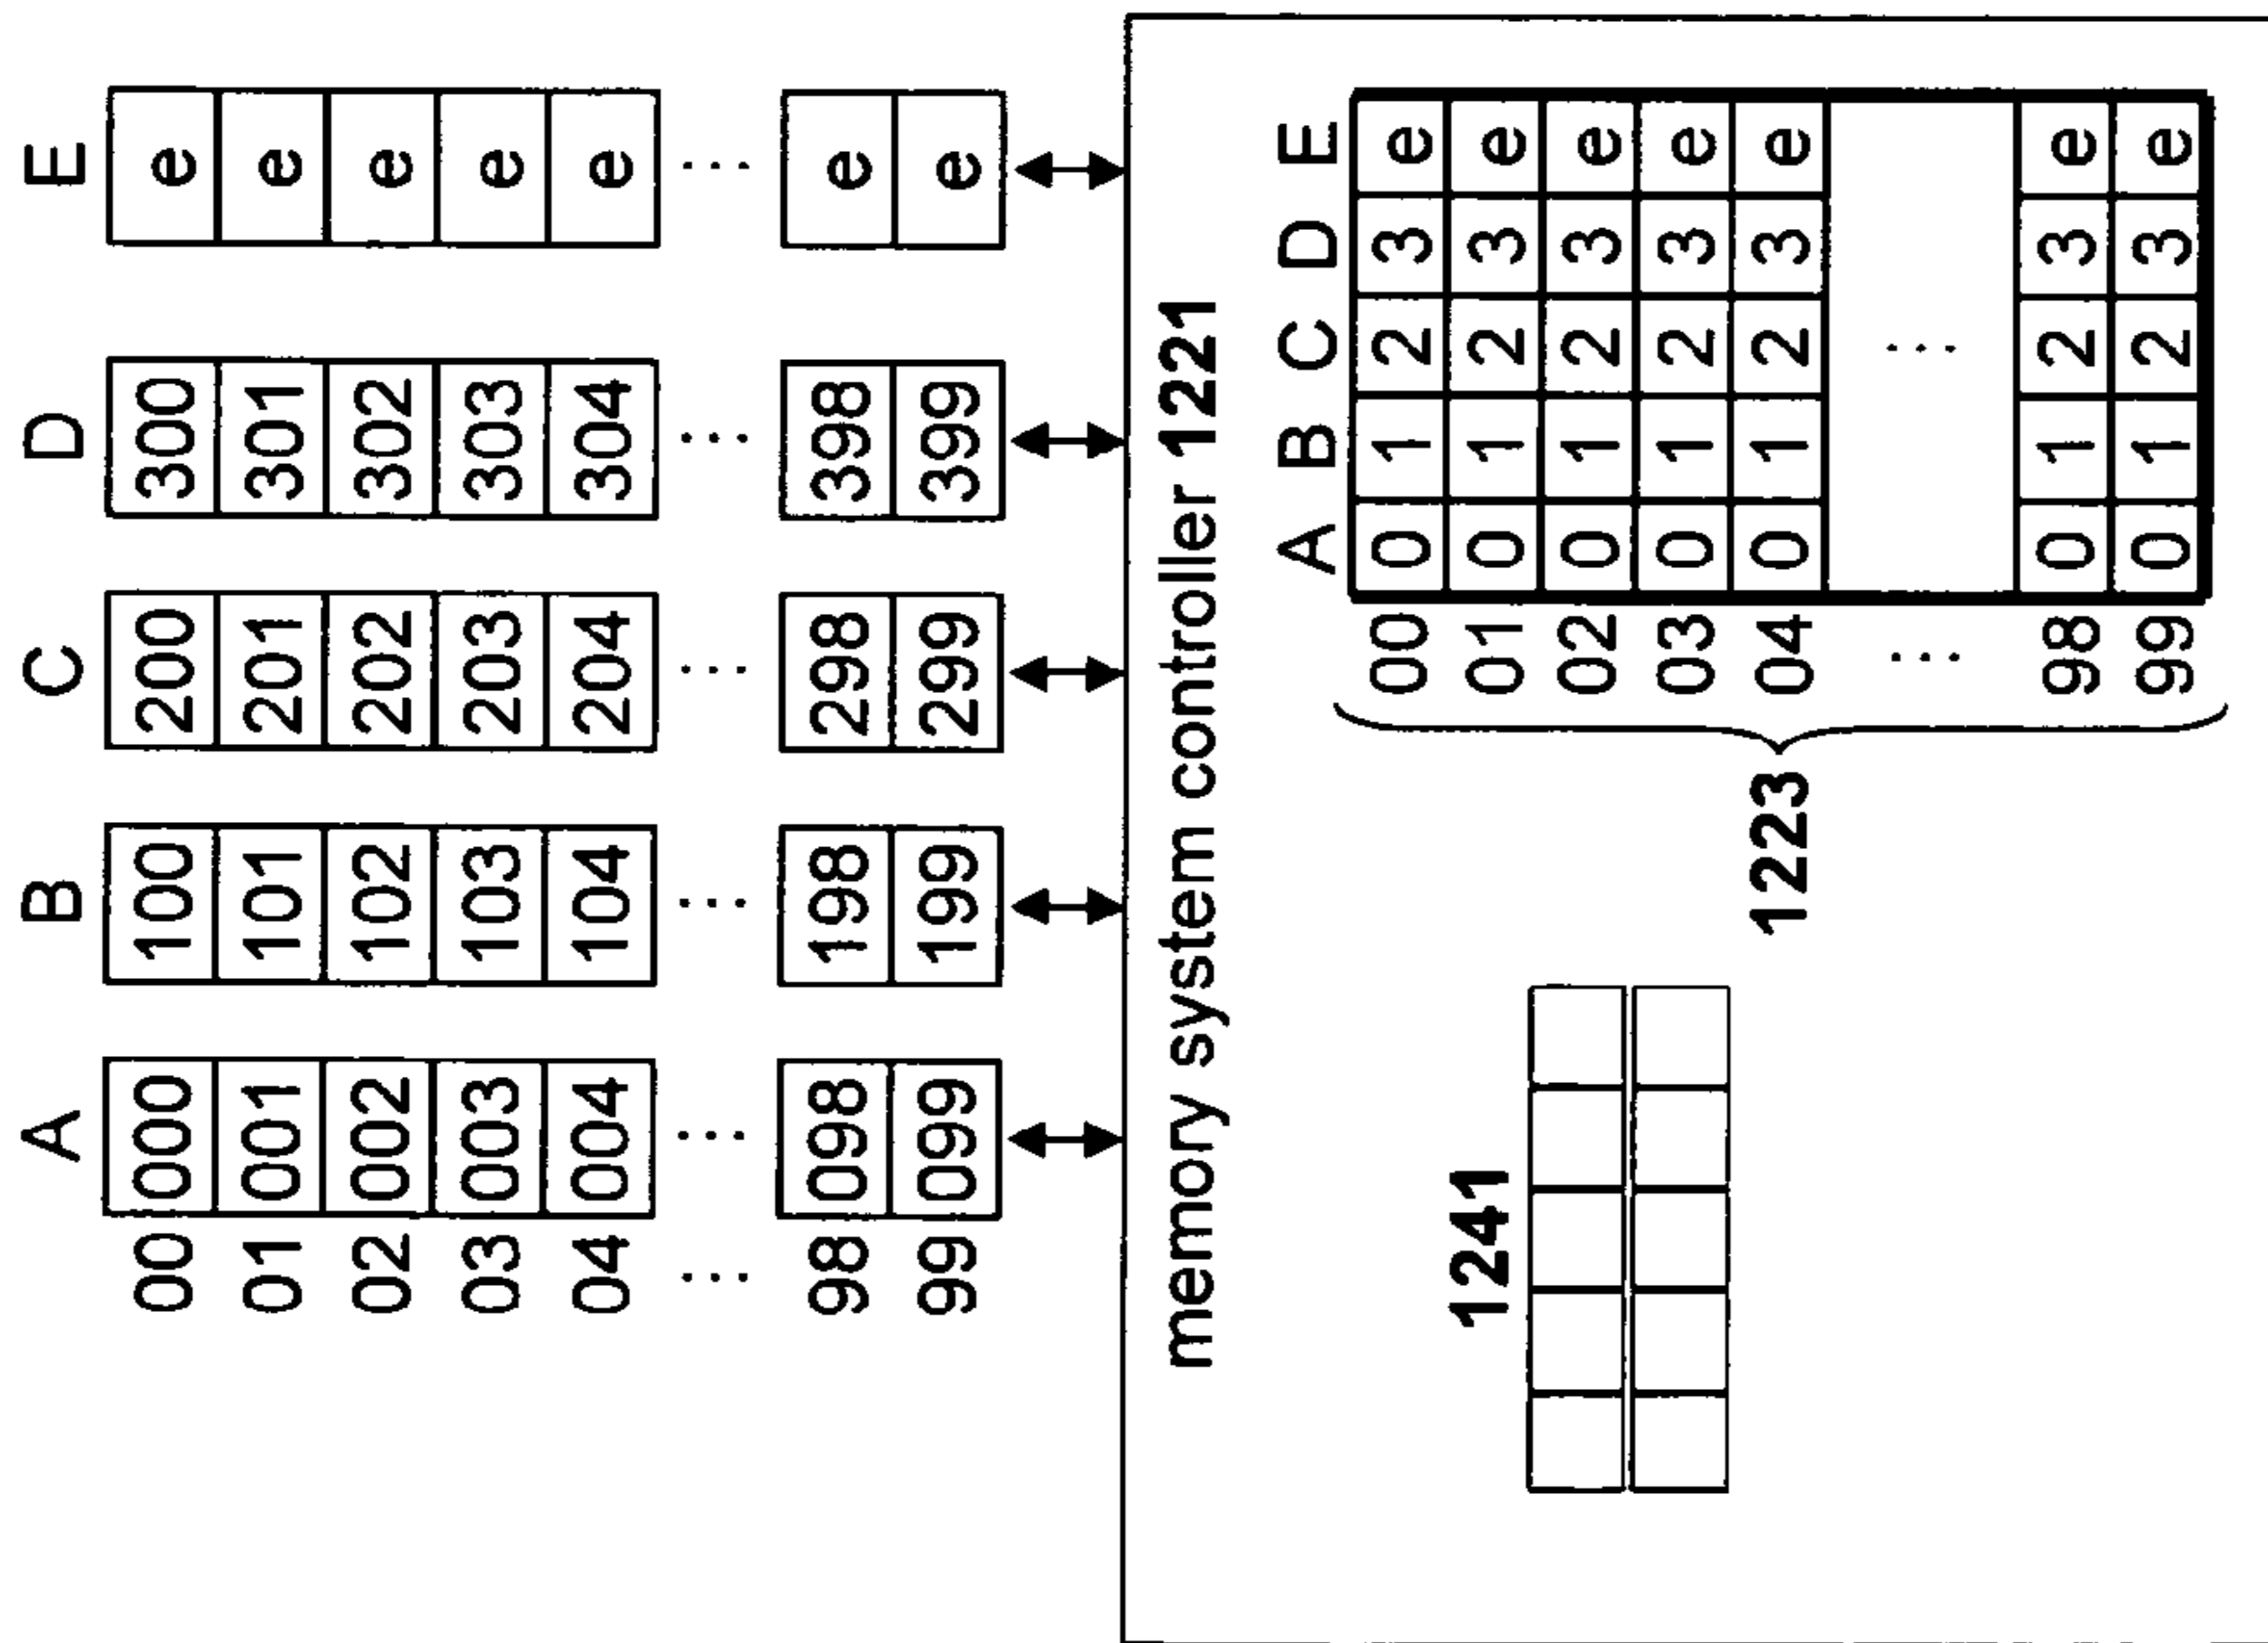 A B C D E
00 000 100 200 300 e
01 001 101 201 301 e
02 002 102 202 302 e
03 003 103 203 303 e
04 004 104 204 304 e
... ... ... ... ... ...
98 098 198 298 398 e
99 099 199 299 399 e
memory system controller 1221
A B C D E
00 0 1 2 3 e
01 0 1 2 3 e
02 0 1 2 3 e
03 0 1 2 3 e
04 0 1 2 3 e
... ...
98 0 1 2 3 e
99 0 1 2 3 e
1241
1223